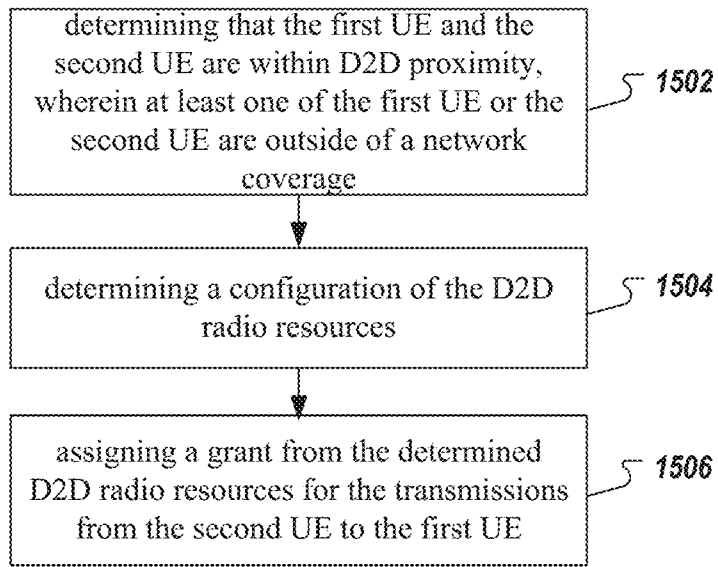 determining that the first UE and the
second UE are within D2D proximity,
wherein at least one of the first UE or the
second UE are outside of a network
coverage
1502
determining a configuration of the D2D
radio resources
1504
assigning a grant from the determined
D2D radio resources for the transmissions
from the second UE to the first UE
1506